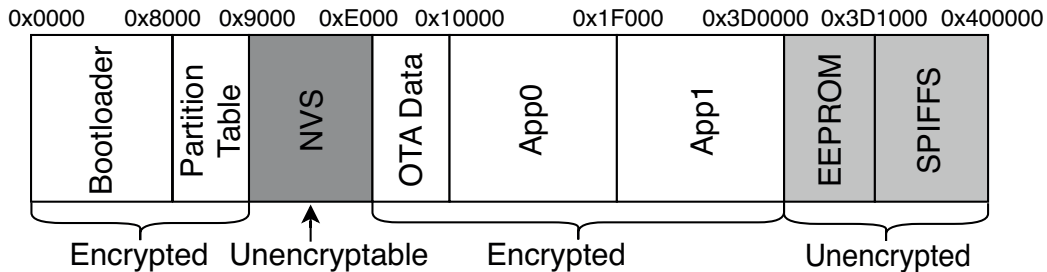 0x0000 0x8000 0x9000 0xE000 0x10000 0x1F000 0x3D0000 0x3D1000 0x400000
Bootloader
Partition
Table
NVS
OTA Data
App0
App1
EEPROM
SPIFFS
Encrypted Unencryptable Encrypted Unencrypted